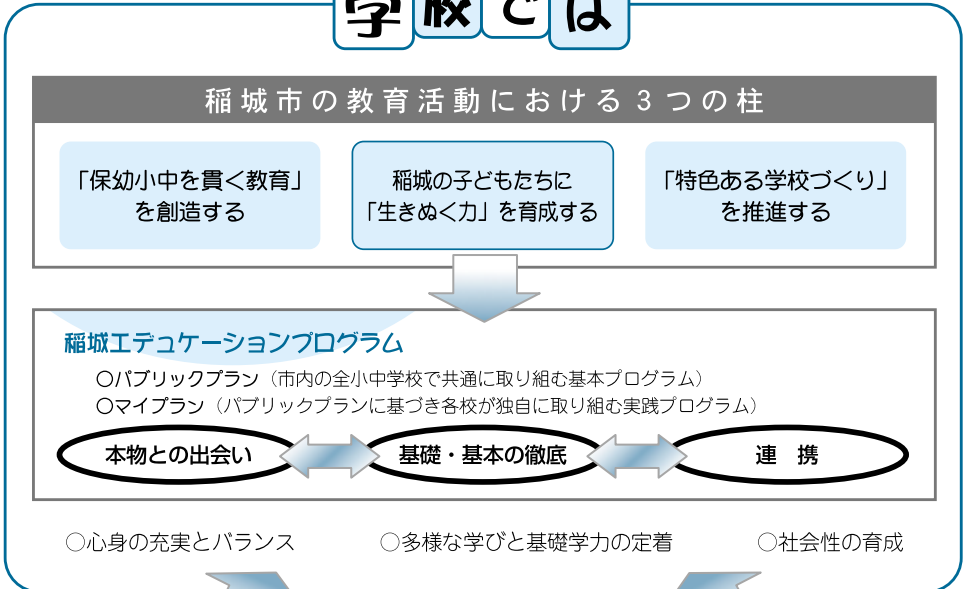 学校では
稲城市の教育活動における3つの柱
「保幼小中を貫く教育」
を創造する
稲城の子どもたちに
「生きぬく力」を育成する
「特色ある学校づくり」
を推進する
稲城エデュケーションプログラム
○パブリックプラン（市内の全小中学校で共通に取り組む基本プログラム）
○マイプラン（パブリックプランに基づき各校が独自に取り組む実践プログラム）
本物との出会い
基礎・基本の徹底
連　携
○心身の充実とバランス
○多様な学びと基礎学力の定着
○社会性の育成